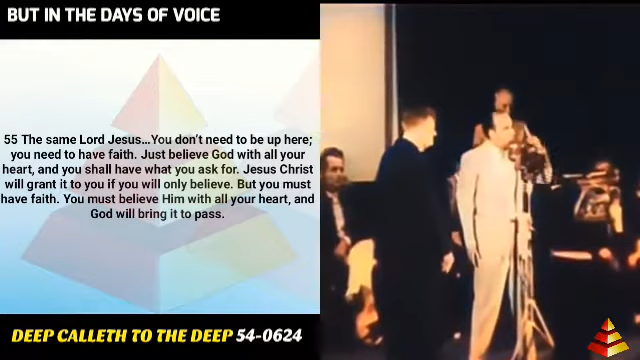 BUT IN THE DAYS OF VOICE
55 The same Lord Jesus...You don't need to be up here;
you need to have faith. Just believe God with all your
heart, and you shall have what you ask for. Jesus Christ
will grant it to you if you will only believe. But you must
have faith. You must believe Him with all your heart, and
God will bring it to pass.
DEEP CALLETH TO THE DEEP 54-0624